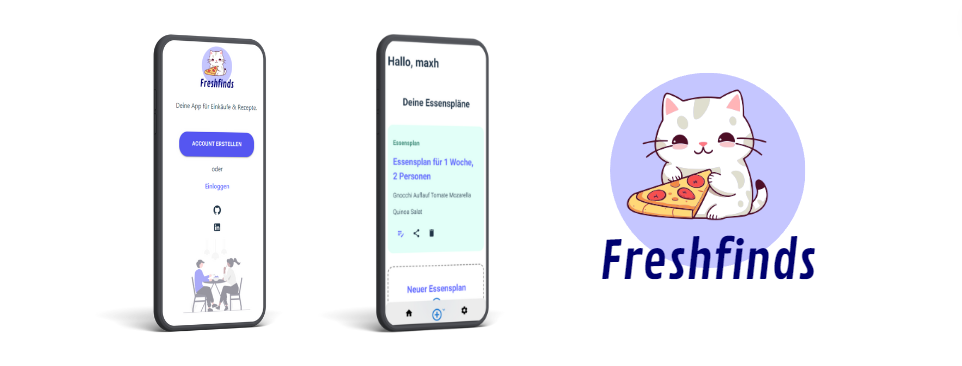 Freshfinds
Deine App für Einkäufe & Rezepte.
ACCOUNT ERSTELLEN
oder
Einloggen
Hallo, maxh
Deine Essenspläne
Essensplan
Essensplan für 1 Woche,
2 Personen
Gnocchi Auflauf Tomate Mozarella
Quinoa Salat
Neuer Essensplan
Freshfinds